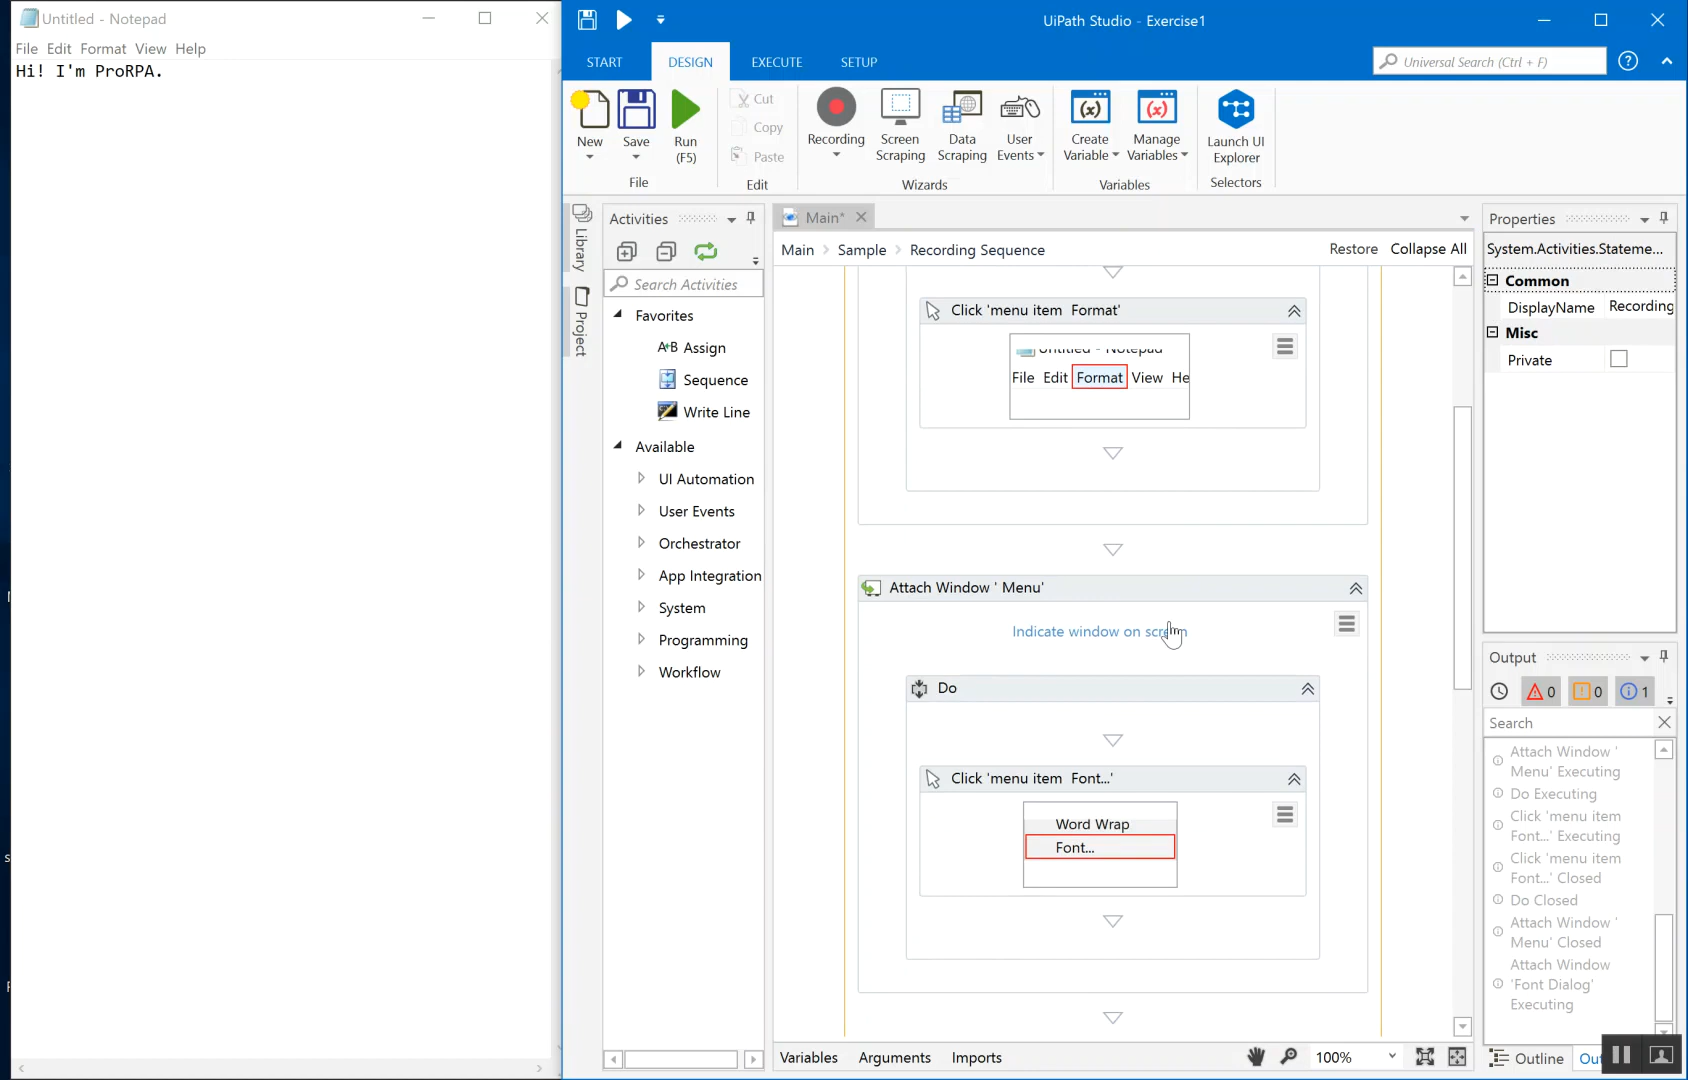 Untitled - Notepad
File Edit Format View Help
Hi! I'm ProRPA.
UiPath Studio - Exercise1
START DESIGN EXECUTE SETUP
Universal Search (Ctrl + F)
New
Save
Run
(F5)
File
Cut
Copy
Paste
Edit
Recording
Screen
Scraping
Data
Scraping
User
Events
Wizards
Create
Variable
Manage
Variables
Variables
Launch UI
Explorer
Selectors
Library
Project
Activities
Search Activities
Favorites
A+B Assign
Sequence
Write Line
Available
UI Automation
User Events
Orchestrator
App Integration
System
Programming
Workflow
Main*
Main Sample Recording Sequence
Restore Collapse All
Click 'menu item Format'
Untitled - Notepad
File Edit Format View He
Attach Window ' Menu'
Indicate window on screen
Do
Click 'menu item Font...'
Word Wrap
Font...
Variables Arguments Imports
100%
Properties
System.Activities.Stateme...
Common
DisplayName Recording
Misc
Private
Output
0 0 1
Search
Attach Window '
Menu' Executing
Do Executing
Click 'menu item
Font...' Executing
Click 'menu item
Font...' Closed
Do Closed
Attach Window '
Menu' Closed
Attach Window
'Font Dialog'
Executing
Outline Out